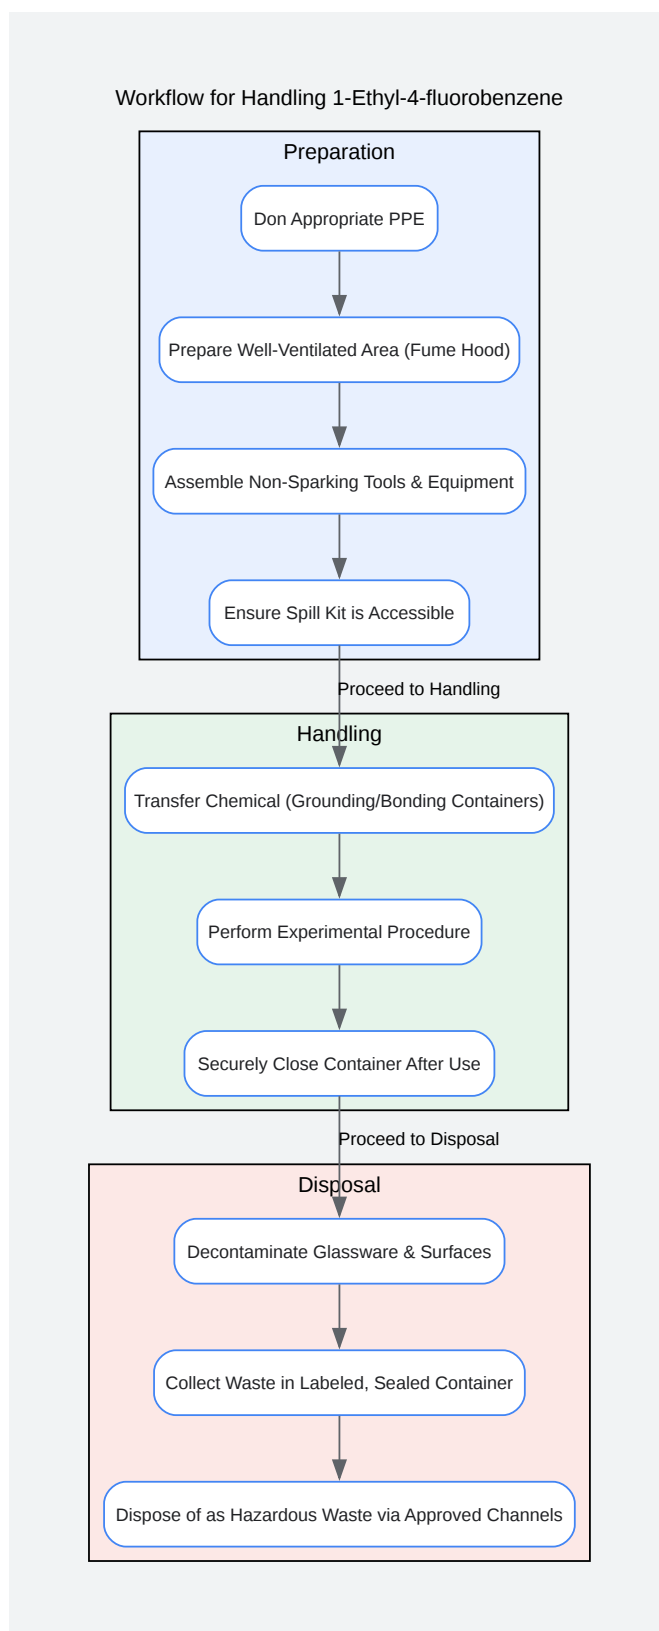 Workflow for Handling 1-Ethyl-4-fluorobenzene
Preparation
Don Appropriate PPE
Prepare Well-Ventilated Area (Fume Hood)
Assemble Non-Sparking Tools & Equipment
Ensure Spill Kit is Accessible
Proceed to Handling
Handling
Transfer Chemical (Grounding/Bonding Containers)
Perform Experimental Procedure
Securely Close Container After Use
Proceed to Disposal
Disposal
Decontaminate Glassware & Surfaces
Collect Waste in Labeled, Sealed Container
Dispose of as Hazardous Waste via Approved Channels